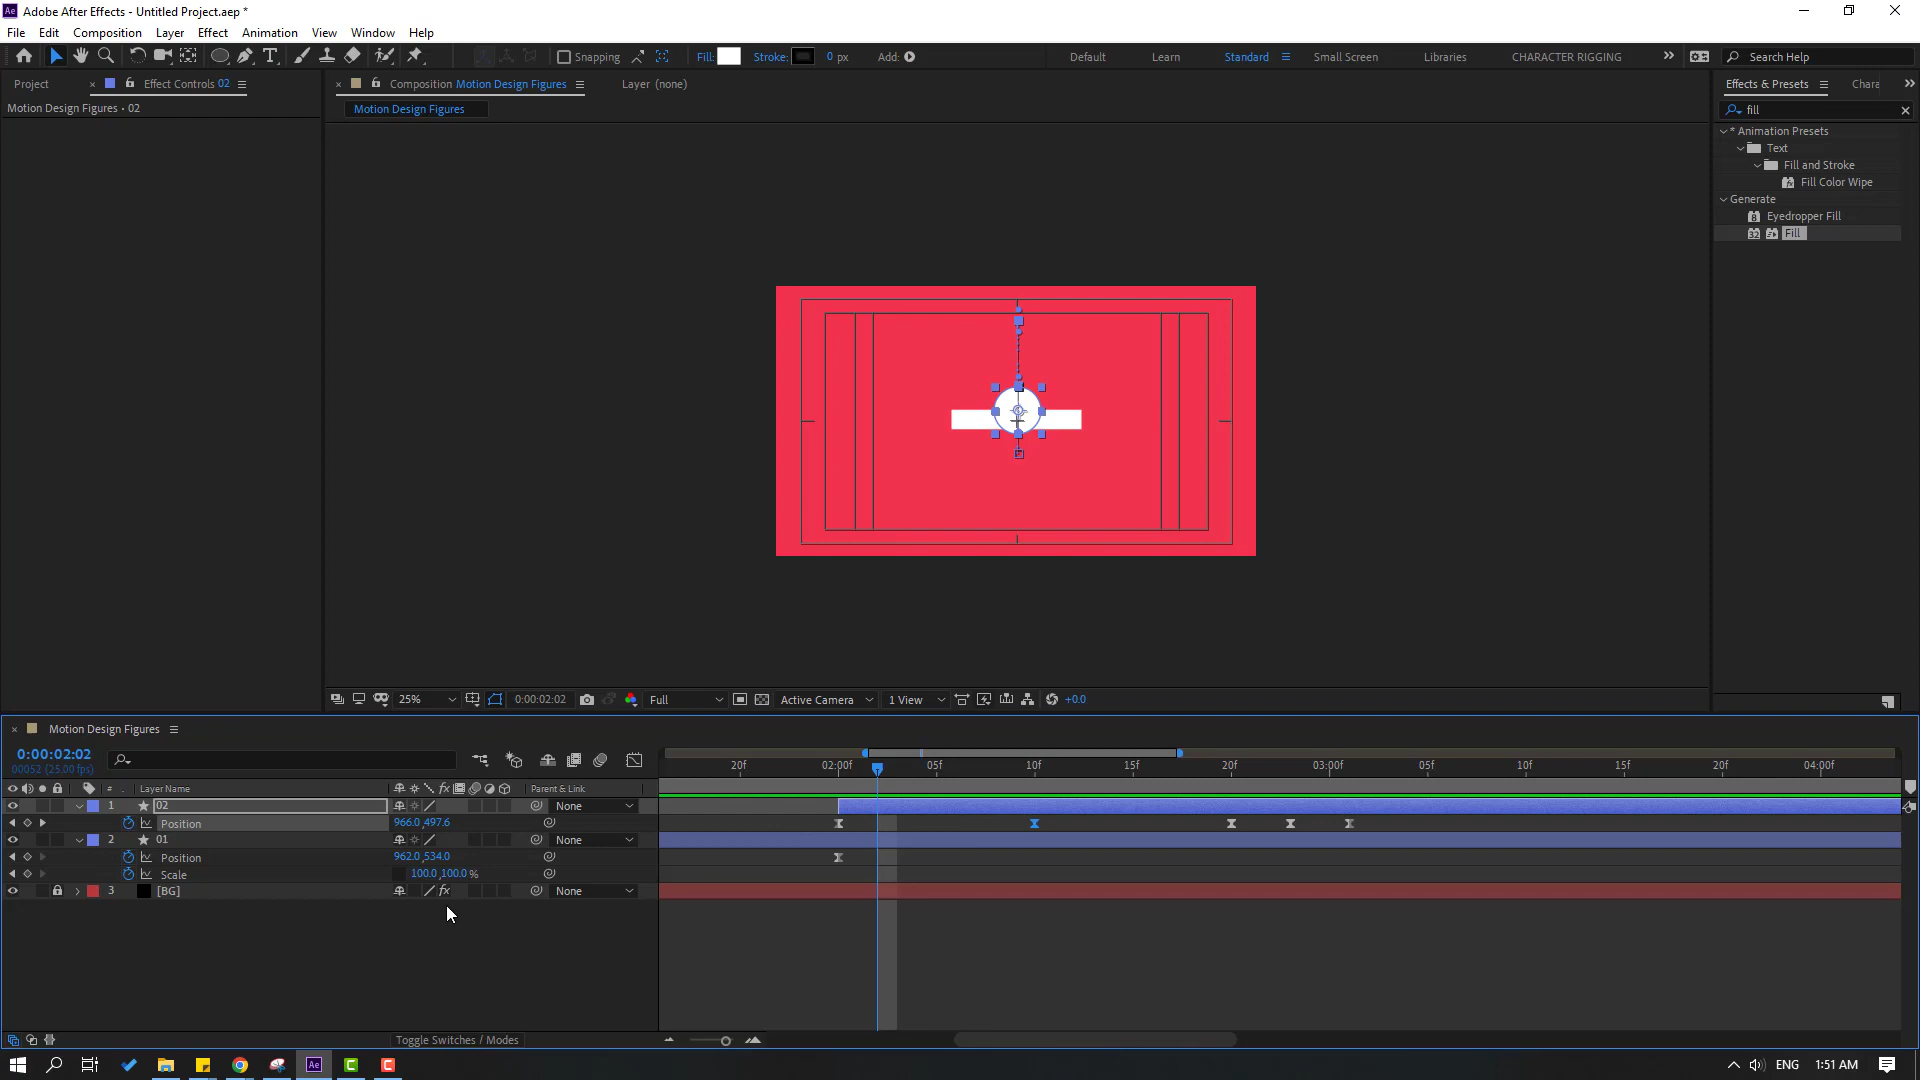 Adobe After Effects - Untitled Project.aep *
File Edit Composition Layer Effect Animation View Window Help
Snapping Fill: Stroke: 0 px Add: Default Learn Standard Small Screen Libraries CHARACTER RIGGING Search Help
Project Effect Controls 02 Composition Motion Design Figures Layer (none) Effects & Presets Chara
Motion Design Figures • 02
Motion Design Figures
fill
* Animation Presets
Text
Fill and Stroke
Fill Color Wipe
Generate
Eyedropper Fill
Fill
25% 0:00:02:02 Full Active Camera 1 View +0.0
Motion Design Figures
0:00:02:02
00052 (25.00 fps)
20f 02:00f 05f 10f 15f 20f 03:00f 05f 10f 15f 20f 04:00f
# Layer Name fx Parent & Link
1 02 None
Position 966.0,497.6
2 01 None
Position 962.0,534.0
Scale 100.0,100.0%
3 [BG] fx None
Toggle Switches / Modes
ENG 1:51 AM